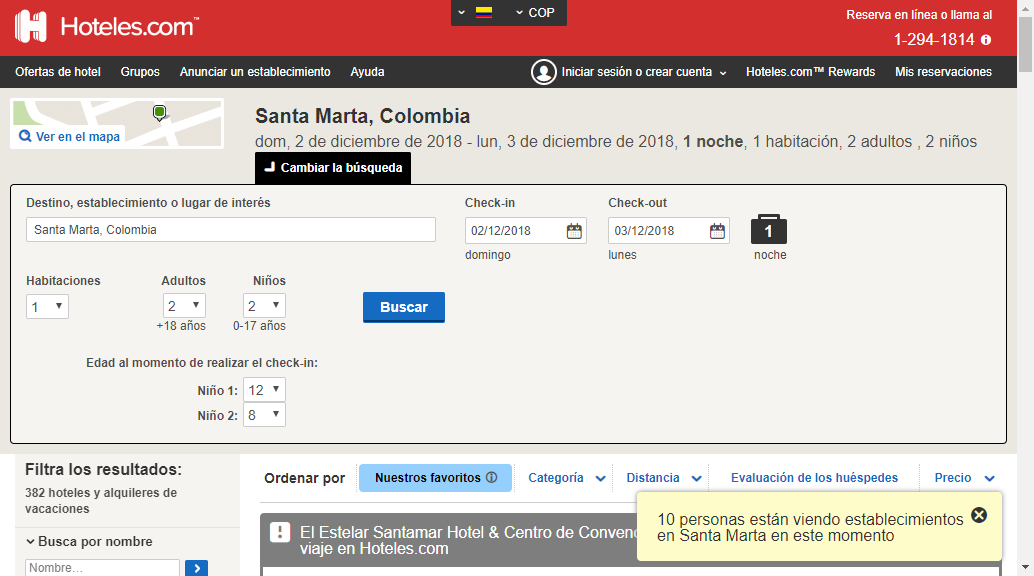 Hoteles.com™
COP
Reserva en línea o llama al
1-294-1814
Ofertas de hotel Grupos Anunciar un establecimiento Ayuda Iniciar sesión o crear cuenta Hoteles.com™ Rewards Mis reservaciones
Ver en el mapa
Santa Marta, Colombia
dom, 2 de diciembre de 2018 - lun, 3 de diciembre de 2018, 1 noche, 1 habitación, 2 adultos , 2 niños
Cambiar la búsqueda
Destino, establecimiento o lugar de interés Check-in Check-out
Santa Marta, Colombia 02/12/2018 03/12/2018 1
domingo lunes noche
Habitaciones Adultos Niños
1 2 2 Buscar
+18 años 0-17 años
Edad al momento de realizar el check-in:
Niño 1: 12
Niño 2: 8
Filtra los resultados:
382 hoteles y alquileres de
vacaciones
Busca por nombre
Nombre...
Ordenar por Nuestros favoritos Categoría Distancia Evaluación de los huéspedes Precio
El Estelar Santamar Hotel & Centro de Convenc
viaje en Hoteles.com
10 personas están viendo establecimientos
en Santa Marta en este momento